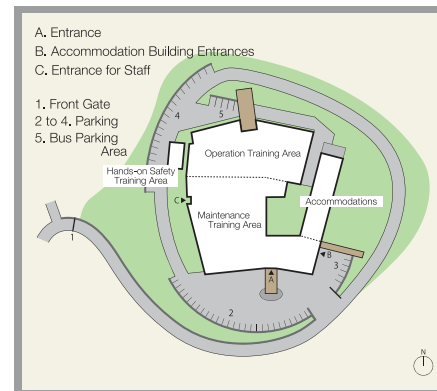 A. Entrance
B. Accommodation Building Entrances
C. Entrance for Staff
1. Front Gate
2 to 4. Parking
5. Bus Parking
Area
4
5
Operation Training Area
Hands-on Safety
Training Area
C
Accommodations
Maintenance
Training Area
1
B
3
A
2
N